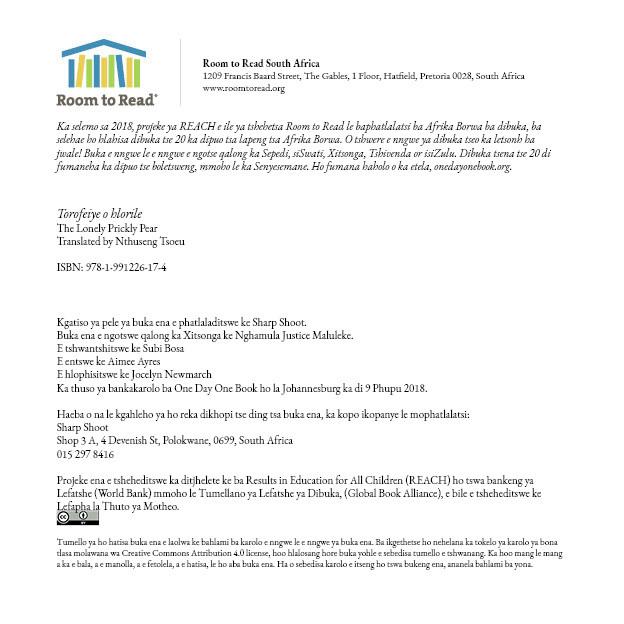 Room to Read®
Room to Read South Africa
1209 Francis Baard Street, The Gables, 1 Floor, Hatfield, Pretoria 0028, South Africa
www.roomtoread.org
Ka selemo sa 2018, projeke ya REACH e ile ya tshehetsa Room to Read le baphatlalatsi ba Afrika Borwa ba dibuka, ba
selehae ho hlahisa dibuka tse 20 ka dipuo tsa lapeng tsa Afrika Borwa. O tshwere e nngwe ya dibuka tseo ka letsonh ba
jwale! Buka e nngwe le e nngwe e ngotse qalong ka Sepedi, siSwati, Xitsonga, Tshivenda or isiZulu. Dibuka tsena tse 20 di
fumaneha ka dipuo tse boletsweng, mmoho le ka Senyesemane. Ho fumana haholo o ka etela, onedayonebook.org.
Torofeiye o hlorile
The Lonely Prickly Pear
Translated by Nthuseng Tsoeu
ISBN: 978-1-991226-17-4
Kgatiso ya pele ya buka ena e phatlaladitswe ke Sharp Shoot.
Buka ena e ngotswe qalong ka Xitsonga ke Nghamula Justice Maluleke.
E tshwantshitswe ke Subi Bosa
E entswe ke Aimee Ayres
E hlophisitswe ke Jocelyn Newmarch
Ka thuso ya bankakarolo ba One Day One Book ho la Johannesburg ka di 9 Phupu 2018.
Haeba o na le kgahleho ya ho reka dikhopi tse ding tsa buka ena, ka kopo ikopanye le mophatlalatsi:
Sharp Shoot
Shop 3 A, 4 Devenish St, Polokwane, 0699, South Africa
015 297 8416
Projeke ena e tsheheditswe ka ditjhelete ke ba Results in Education for All Children (REACH) ho tswa bankeng ya
Lefatshe (World Bank) mmoho le Tumellano ya Lefatshe ya Dibuka, (Global Book Alliance), e bile e tsheheditswe ke
Lefapha la Thuto ya Motheo.
cc BY
Tumello ya ho hatisa buka ena e laolwa ke bahlami ba karolo e nngwe le e nngwe ya buka ena. Ba ikgethetse ho nehelana ka tokelo ya karolo ya bona
tlasa molawana wa Creative Commons Attribution 4.0 license, hoo hlalosang hore buka yohle e sebedisa tumello e tshwanang. Ka hoo mang le mang
a ka e bala, a e manolla, a e fetolela, a e hatisa, le ho aba buka ena. Ha o sebedisa karolo e itseng ho tswa bukeng ena, ananela bahlami ba yona.